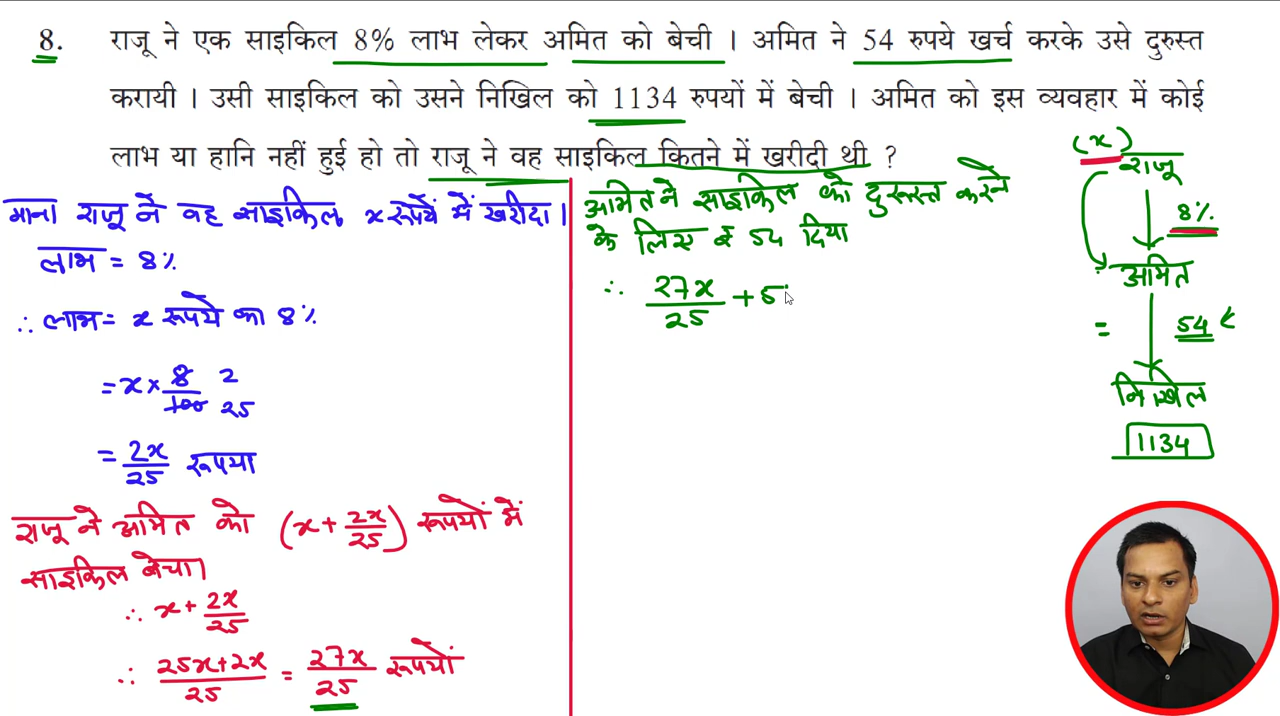 8. राजू ने एक साइकिल 8% लाभ लेकर अमित को बेची । अमित ने 54 रुपये खर्च करके उसे दुरुस्त
करायी । उसी साइकिल को उसने निखिल को 1134 रुपयों में बेची । अमित को इस व्यवहार में कोई
लाभ या हानि नहीं हुई हो तो राजू ने वह साइकिल कितने में खरीदी थी ?
माना राजू ने वह साइकिल x रूपयें में खरीदा।
लाभ = 8%
∴ लाभ = x रूपयें का 8%
= x × 8/100 2/25
= 2x/25 रूपया
राजू ने अमित को (x + 2x/25) रूपयों में
साइकिल बेचा।
∴ x + 2x/25
∴ 25x+2x/25 = 27x/25 रूपयों
अमित ने साइकिल को दुरूस्त करने
के लिए ₹ 54 दिया
∴ 27x/25 + 5
(x)
राजू
8%
अमित
= 54
निखिल
1134